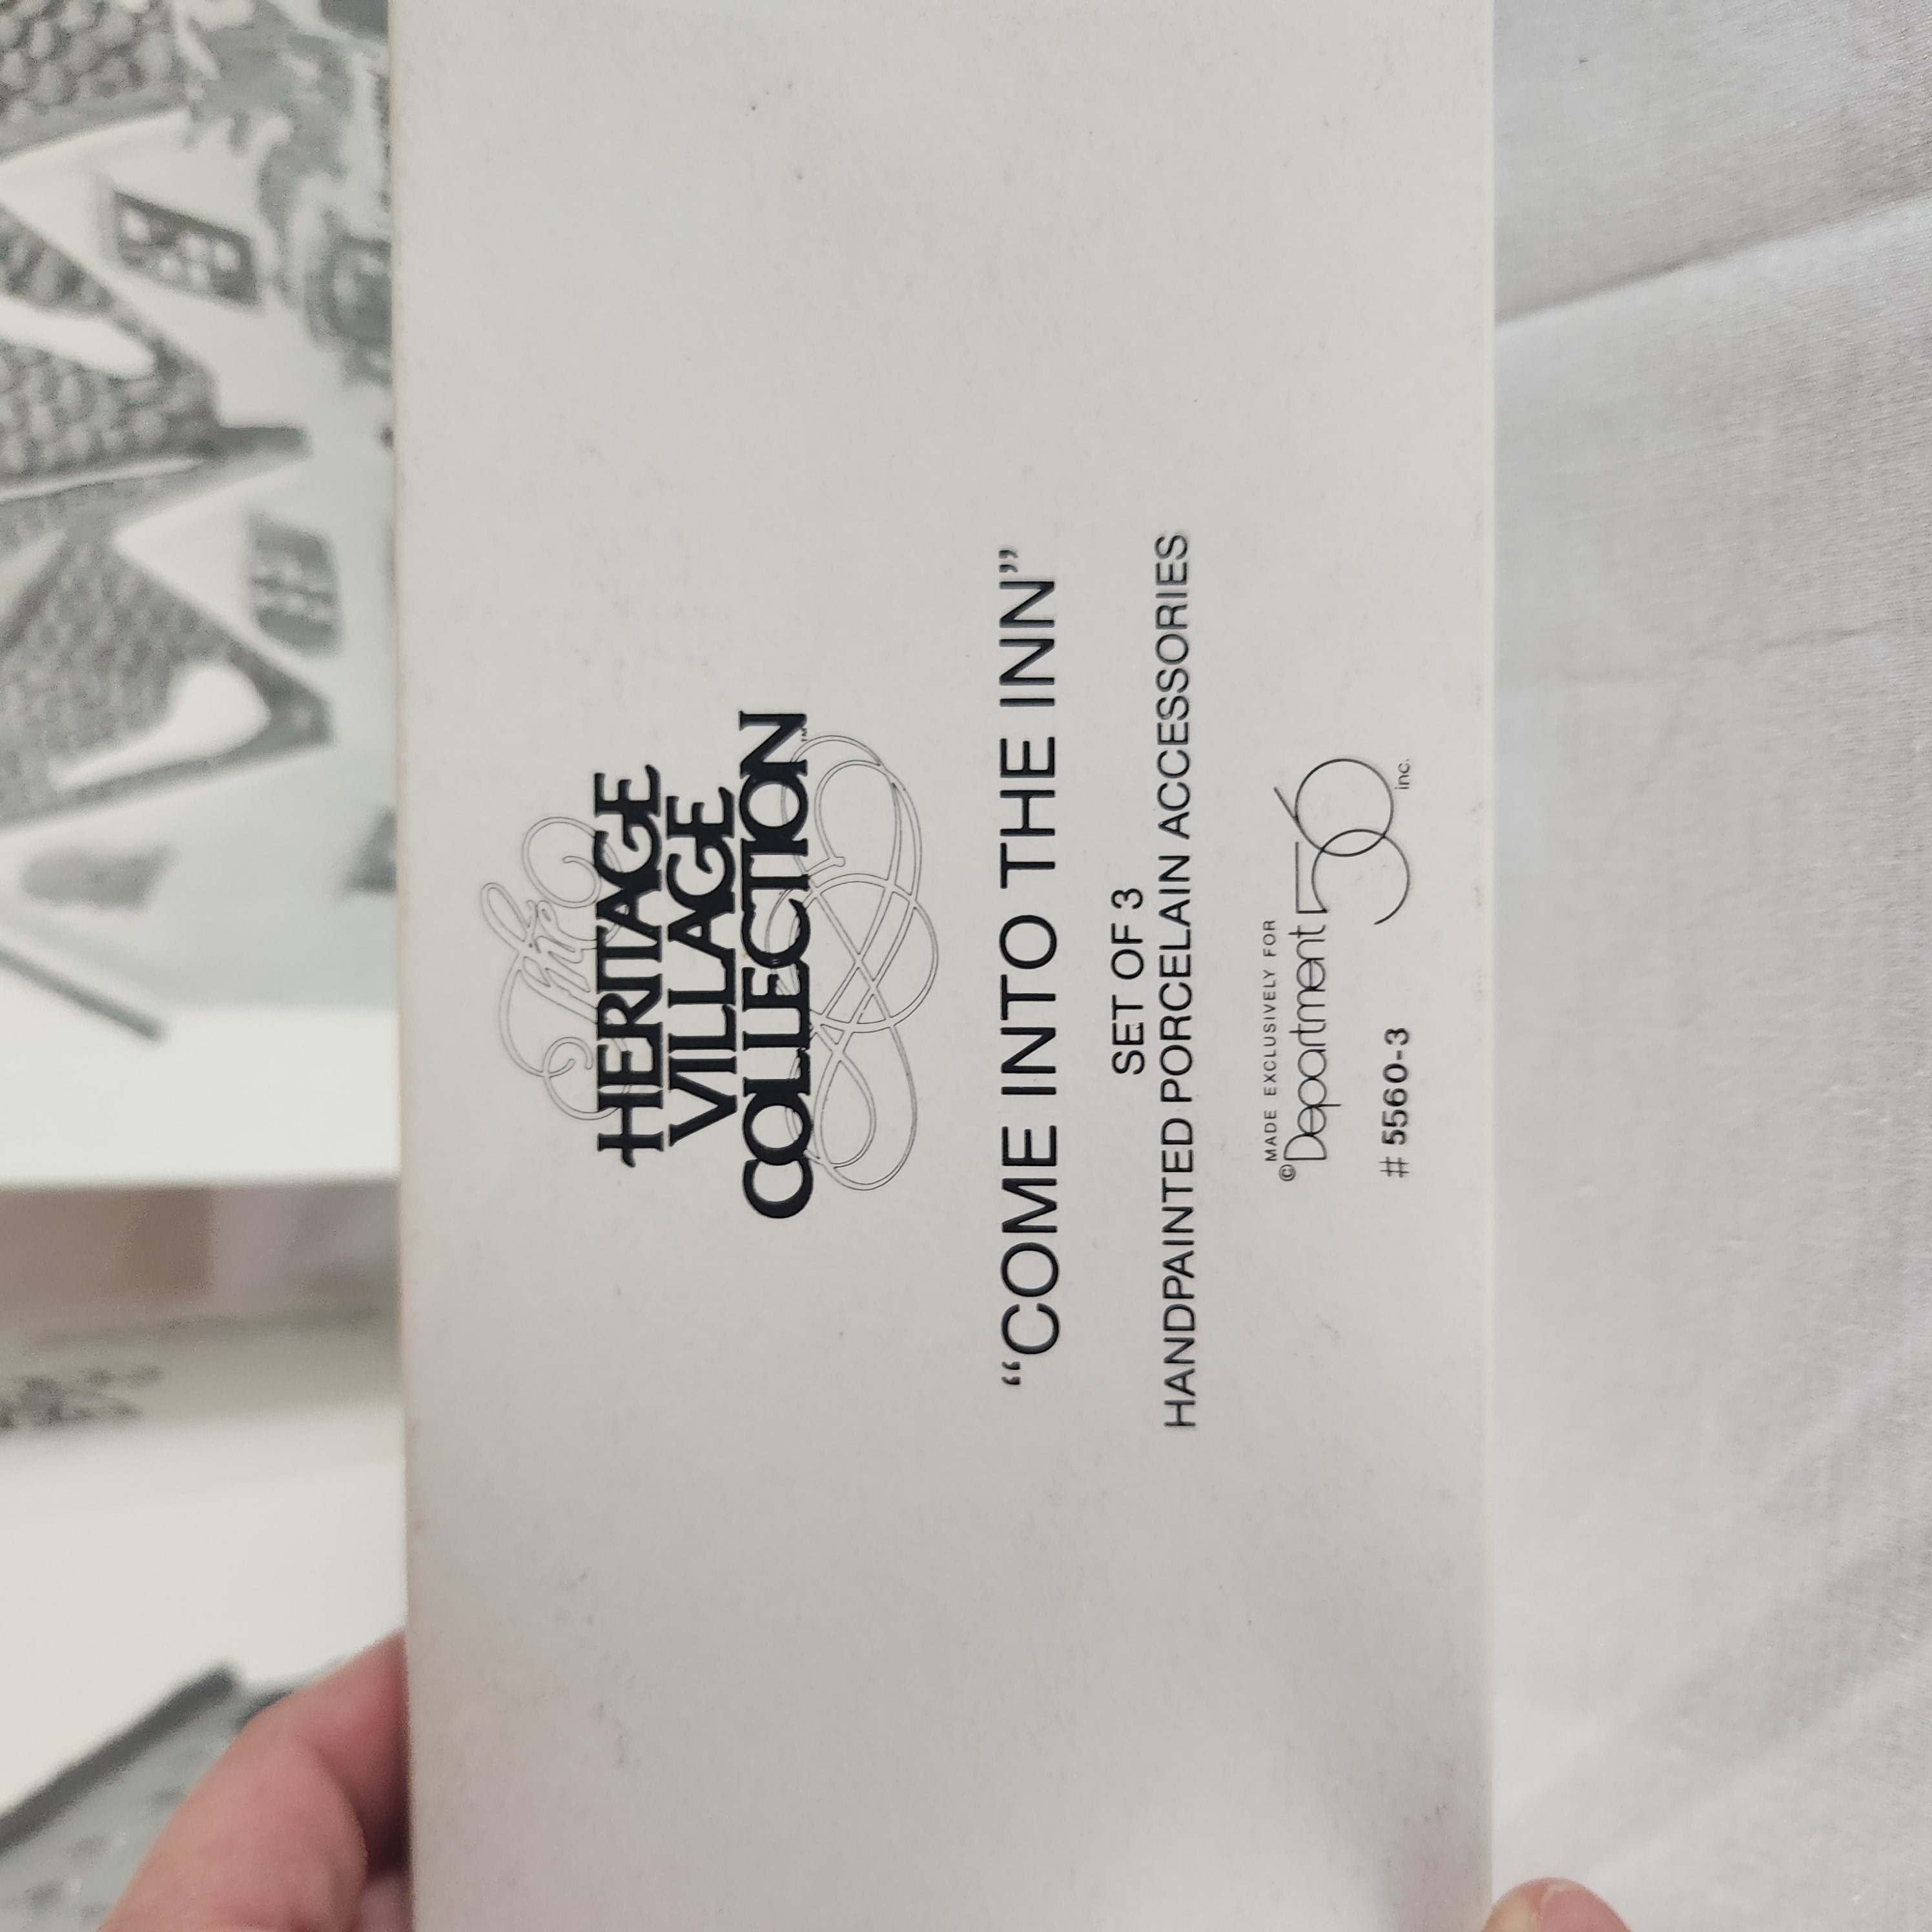 The
HERITAGE
VILLAGE
COLLECTION™
“COME INTO THE INN”
SET OF 3
HANDPAINTED PORCELAIN ACCESSORIES
MADE EXCLUSIVELY FOR
©Department 56 inc.
# 5560-3